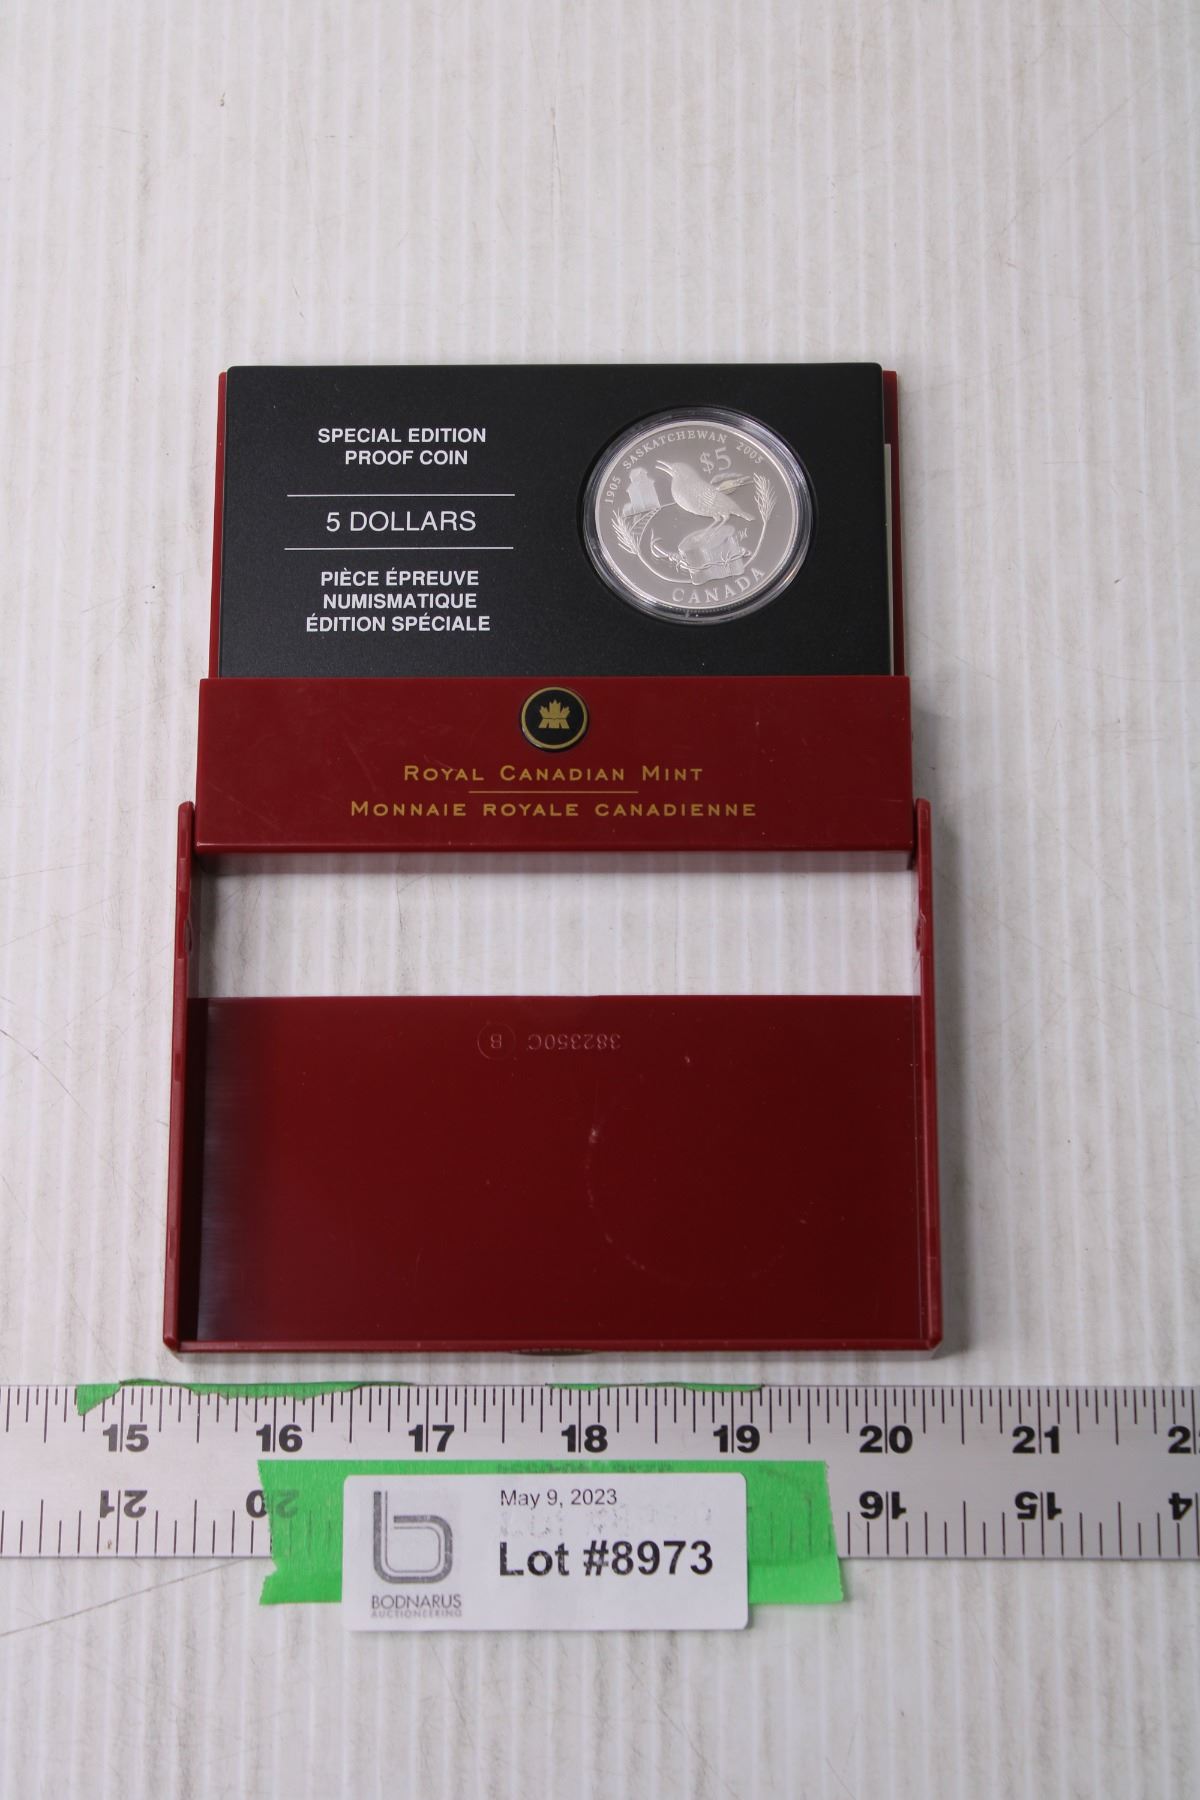 SPECIAL EDITION
PROOF COIN
5 DOLLARS
PIÈCE ÉPREUVE
NUMISMATIQUE
ÉDITION SPÉCIALE
1905 SASKATCHEWAN 2005
$5
CANADA
ROYAL CANADIAN MINT
MONNAIE ROYALE CANADIENNE
382350C B
15 16 17 18 19 20 21
21 20 16 15
May 9, 2023
Lot #8973
BODNARUS
AUCTIONEERING